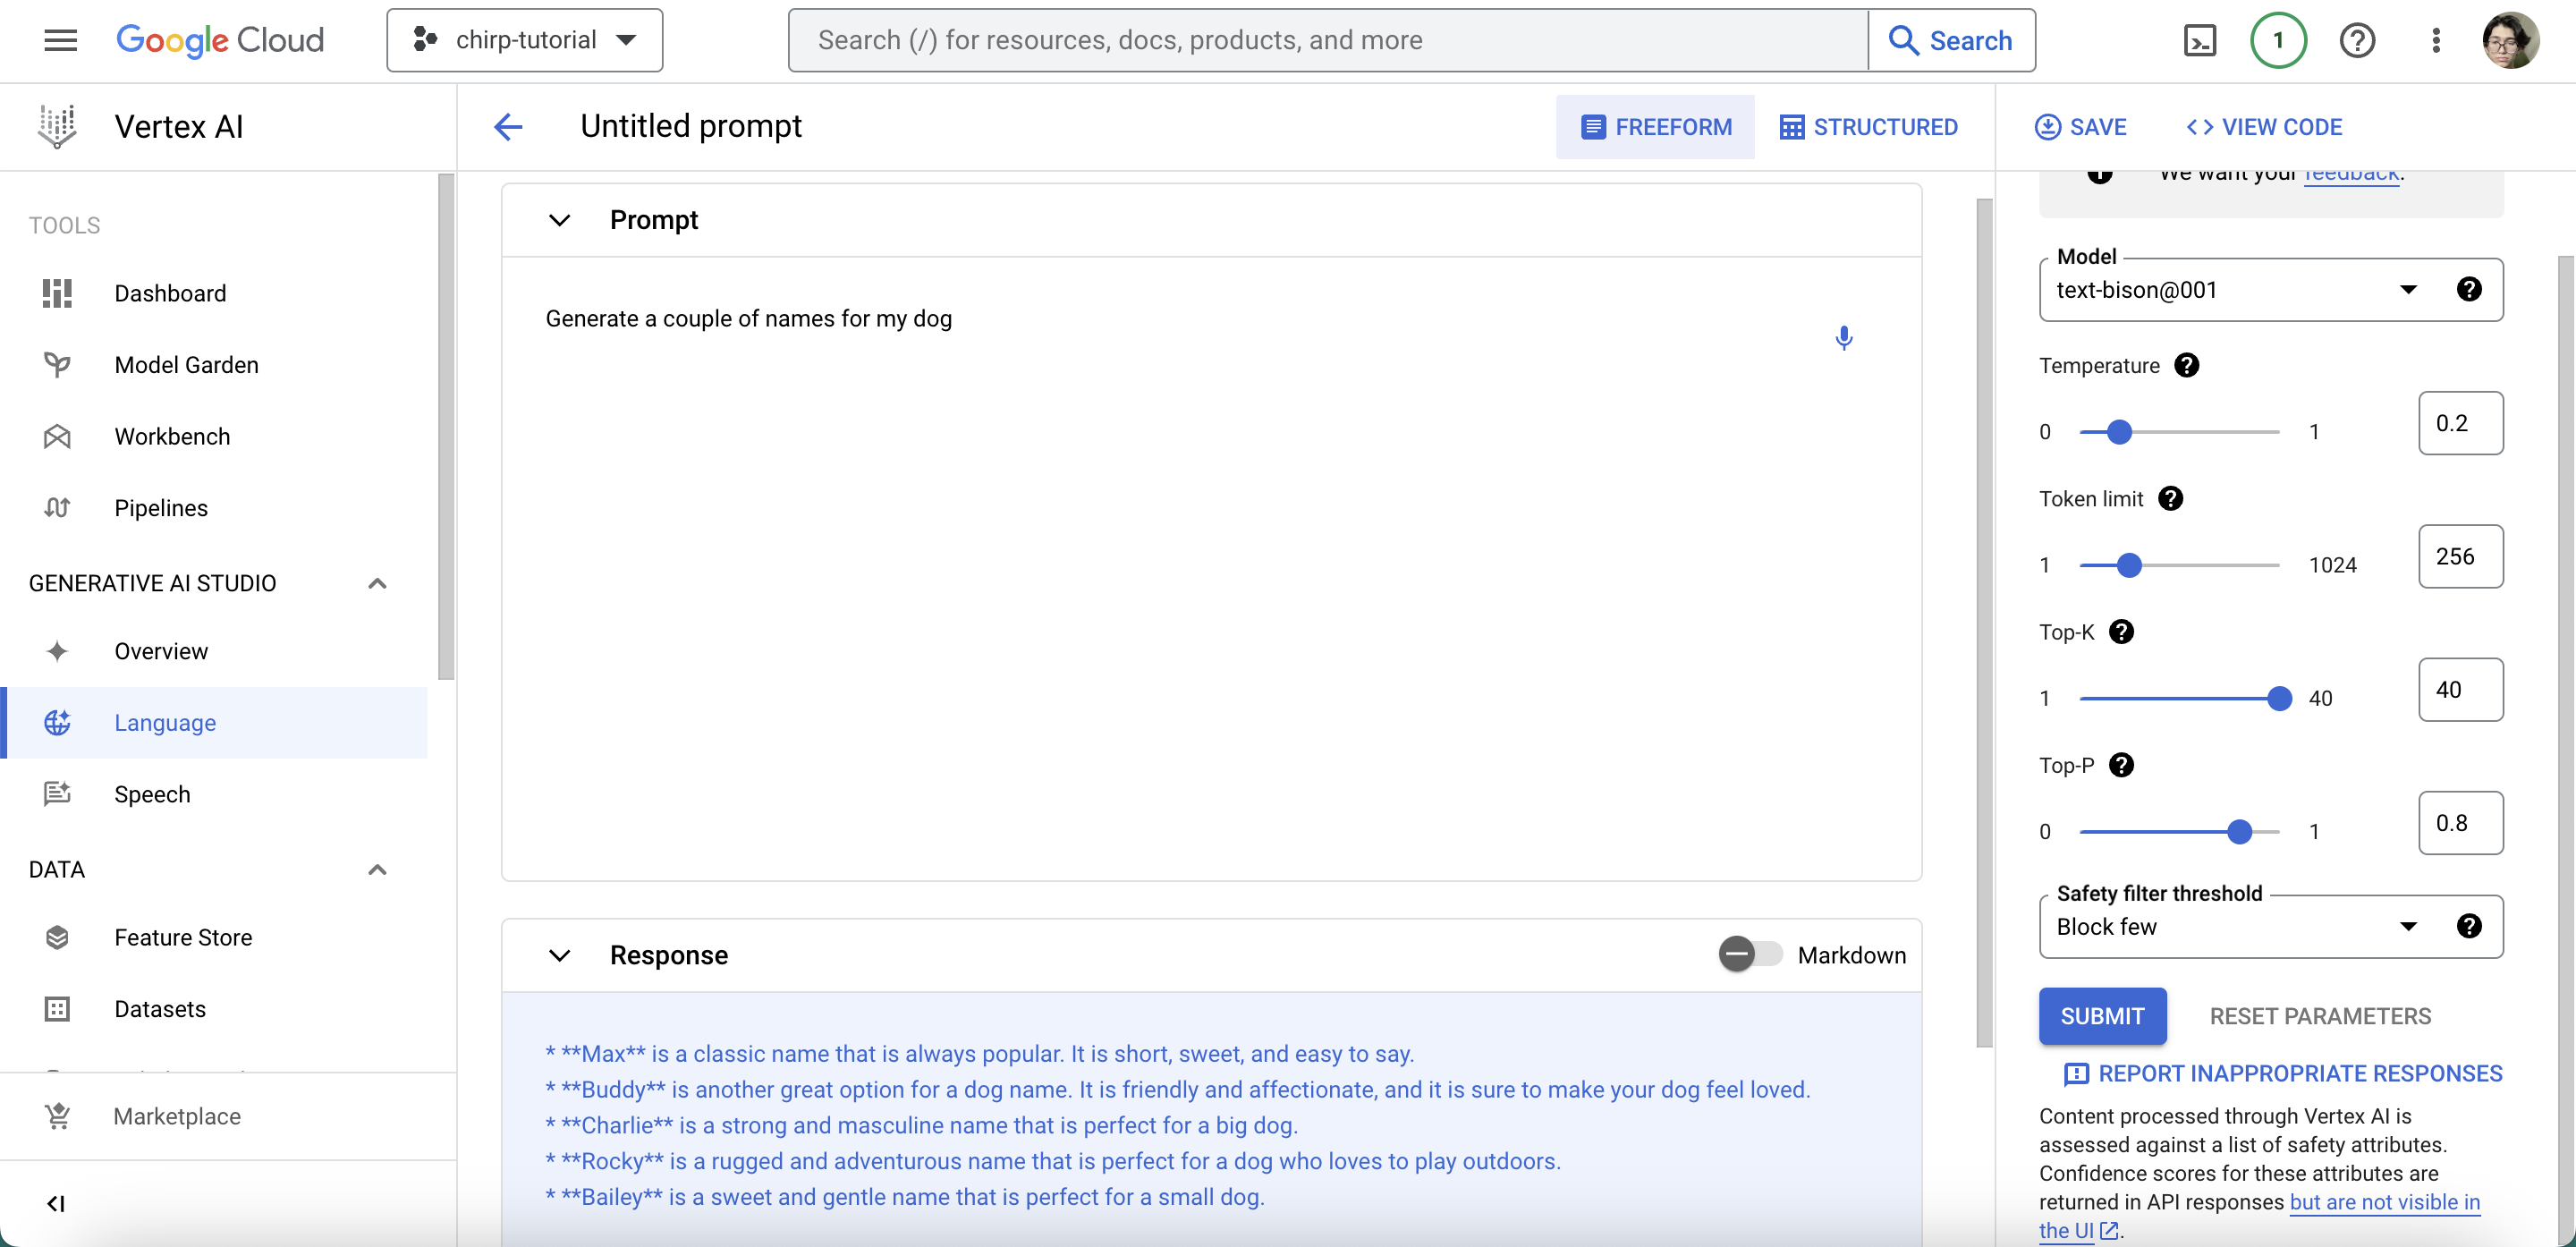 Google Cloud
chirp-tutorial
Search (/) for resources, docs, products, and more
Search
1
Vertex AI
Untitled prompt
FREEFORM
STRUCTURED
SAVE
VIEW CODE
TOOLS
Dashboard
Model Garden
Workbench
Pipelines
GENERATIVE AI STUDIO
Overview
Language
Speech
DATA
Feature Store
Datasets
Marketplace
Prompt
Generate a couple of names for my dog
Response
Markdown
* **Max** is a classic name that is always popular. It is short, sweet, and easy to say.
* **Buddy** is another great option for a dog name. It is friendly and affectionate, and it is sure to make your dog feel loved.
* **Charlie** is a strong and masculine name that is perfect for a big dog.
* **Rocky** is a rugged and adventurous name that is perfect for a dog who loves to play outdoors.
* **Bailey** is a sweet and gentle name that is perfect for a small dog.
We want your feedback.
Model
text-bison@001
Temperature
0 1 0.2
Token limit
1 1024 256
Top-K
1 40 40
Top-P
0 1 0.8
Safety filter threshold
Block few
SUBMIT
RESET PARAMETERS
REPORT INAPPROPRIATE RESPONSES
Content processed through Vertex AI is
assessed against a list of safety attributes.
Confidence scores for these attributes are
returned in API responses but are not visible in
the UI.